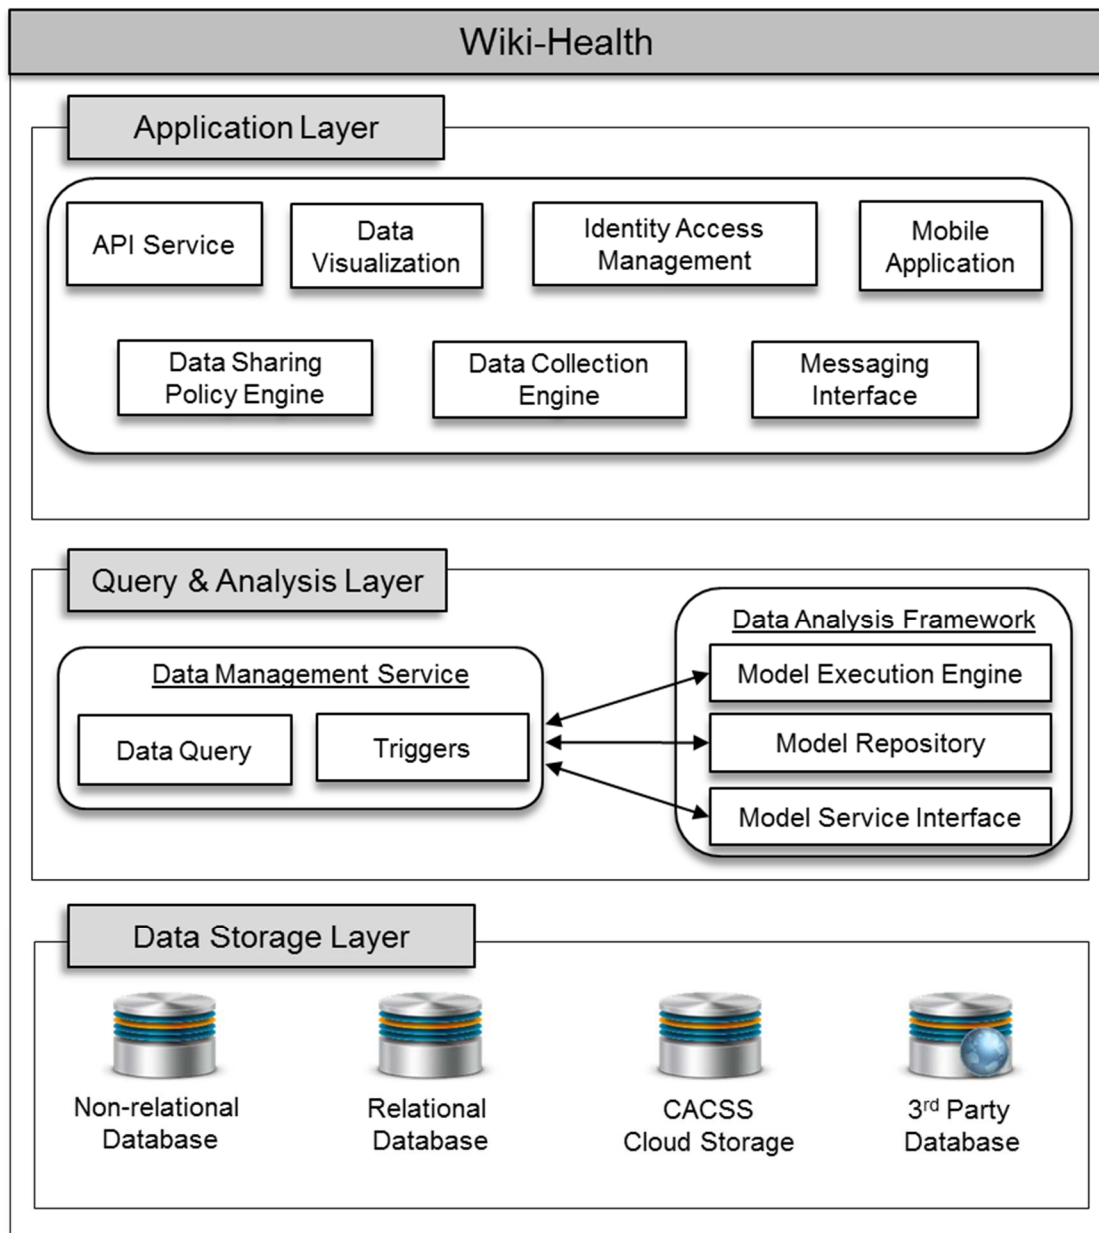 Wiki-Health
Application Layer
API Service
Data
Visualization
Identity Access
Management
Mobile
Application
Data Sharing
Policy Engine
Data Collection
Engine
Messaging
Interface
Query & Analysis Layer
Data Management Service
Data Query
Triggers
Data Analysis Framework
Model Execution Engine
Model Repository
Model Service Interface
Data Storage Layer
Non-relational
Database
Relational
Database
CACSS
Cloud Storage
3rd Party
Database